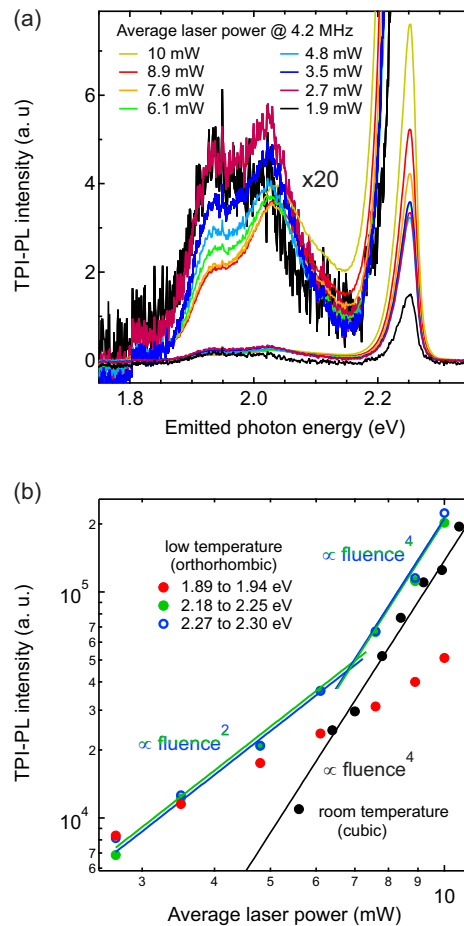 (a)
Average laser power @ 4.2 MHz
10 mW
4.8 mW
8.9 mW
3.5 mW
7.6 mW
2.7 mW
6.1 mW
1.9 mW
x20
TPI-PL intensity (a. u)
6
4
2
0
1.8
2.0
2.2
Emitted photon energy (eV)
(b)
low temperature
(orthorhombic)
1.89 to 1.94 eV
2.18 to 2.25 eV
2.27 to 2.30 eV
∝ fluence⁴
∝ fluence²
∝ fluence⁴
room temperature
(cubic)
TPI-PL intensity (a. u.)
2
10⁵
8
7
6
5
4
3
2
10⁴
8
7
6
3
4
5
6
7
8
9
10
Average laser power (mW)